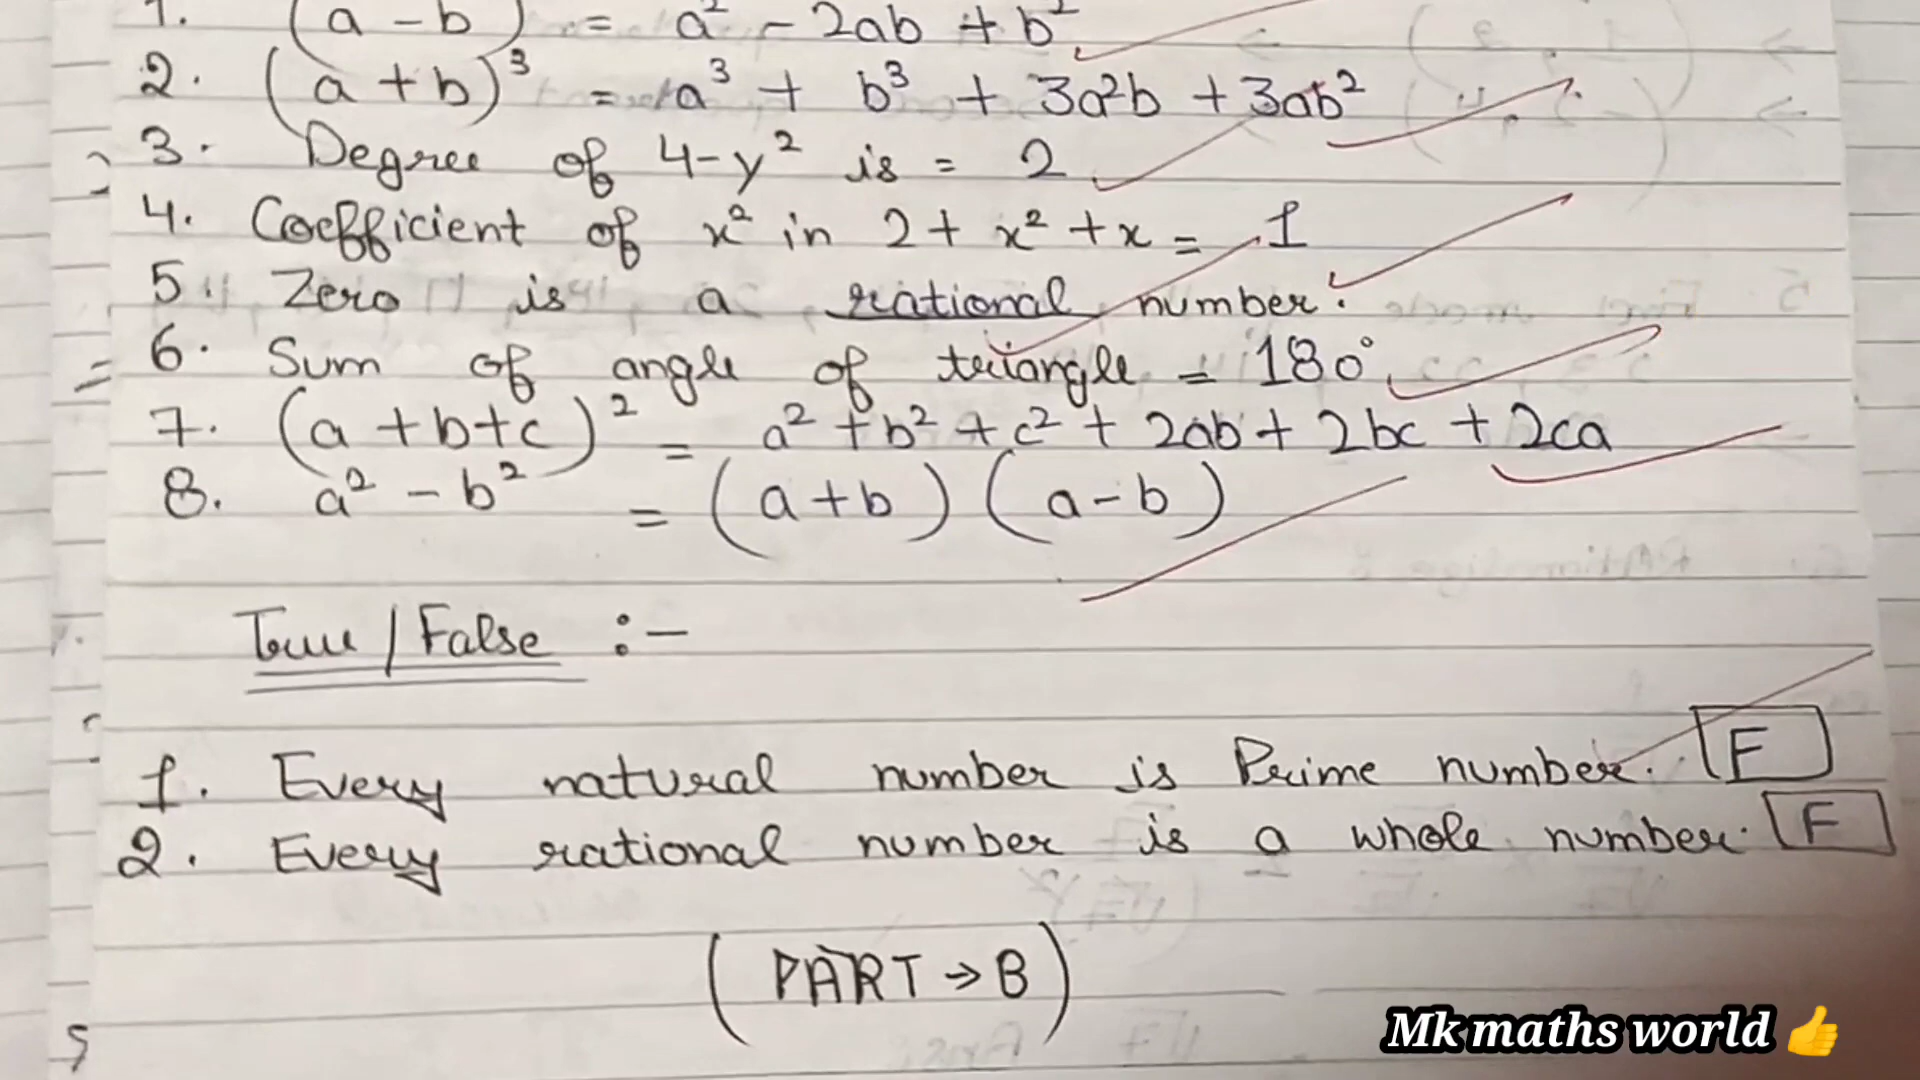 1. (a - b) = a² - 2ab + b²
2. (a + b)³ = a³ + b³ + 3a²b + 3ab²
3. Degree of 4-y² is = 2
4. Coefficient of x² in 2 + x² + x = 1
5. Zero is a rational number.
6. Sum of angle of triangle = 180°
7. (a + b + c)² = a² + b² + c² + 2ab + 2bc + 2ca
8. a² - b² = (a + b) (a - b)
True / False :-
1. Every natural number is Prime number. F
2. Every rational number is a whole number. F
(PART → B)
Mk maths world 👍